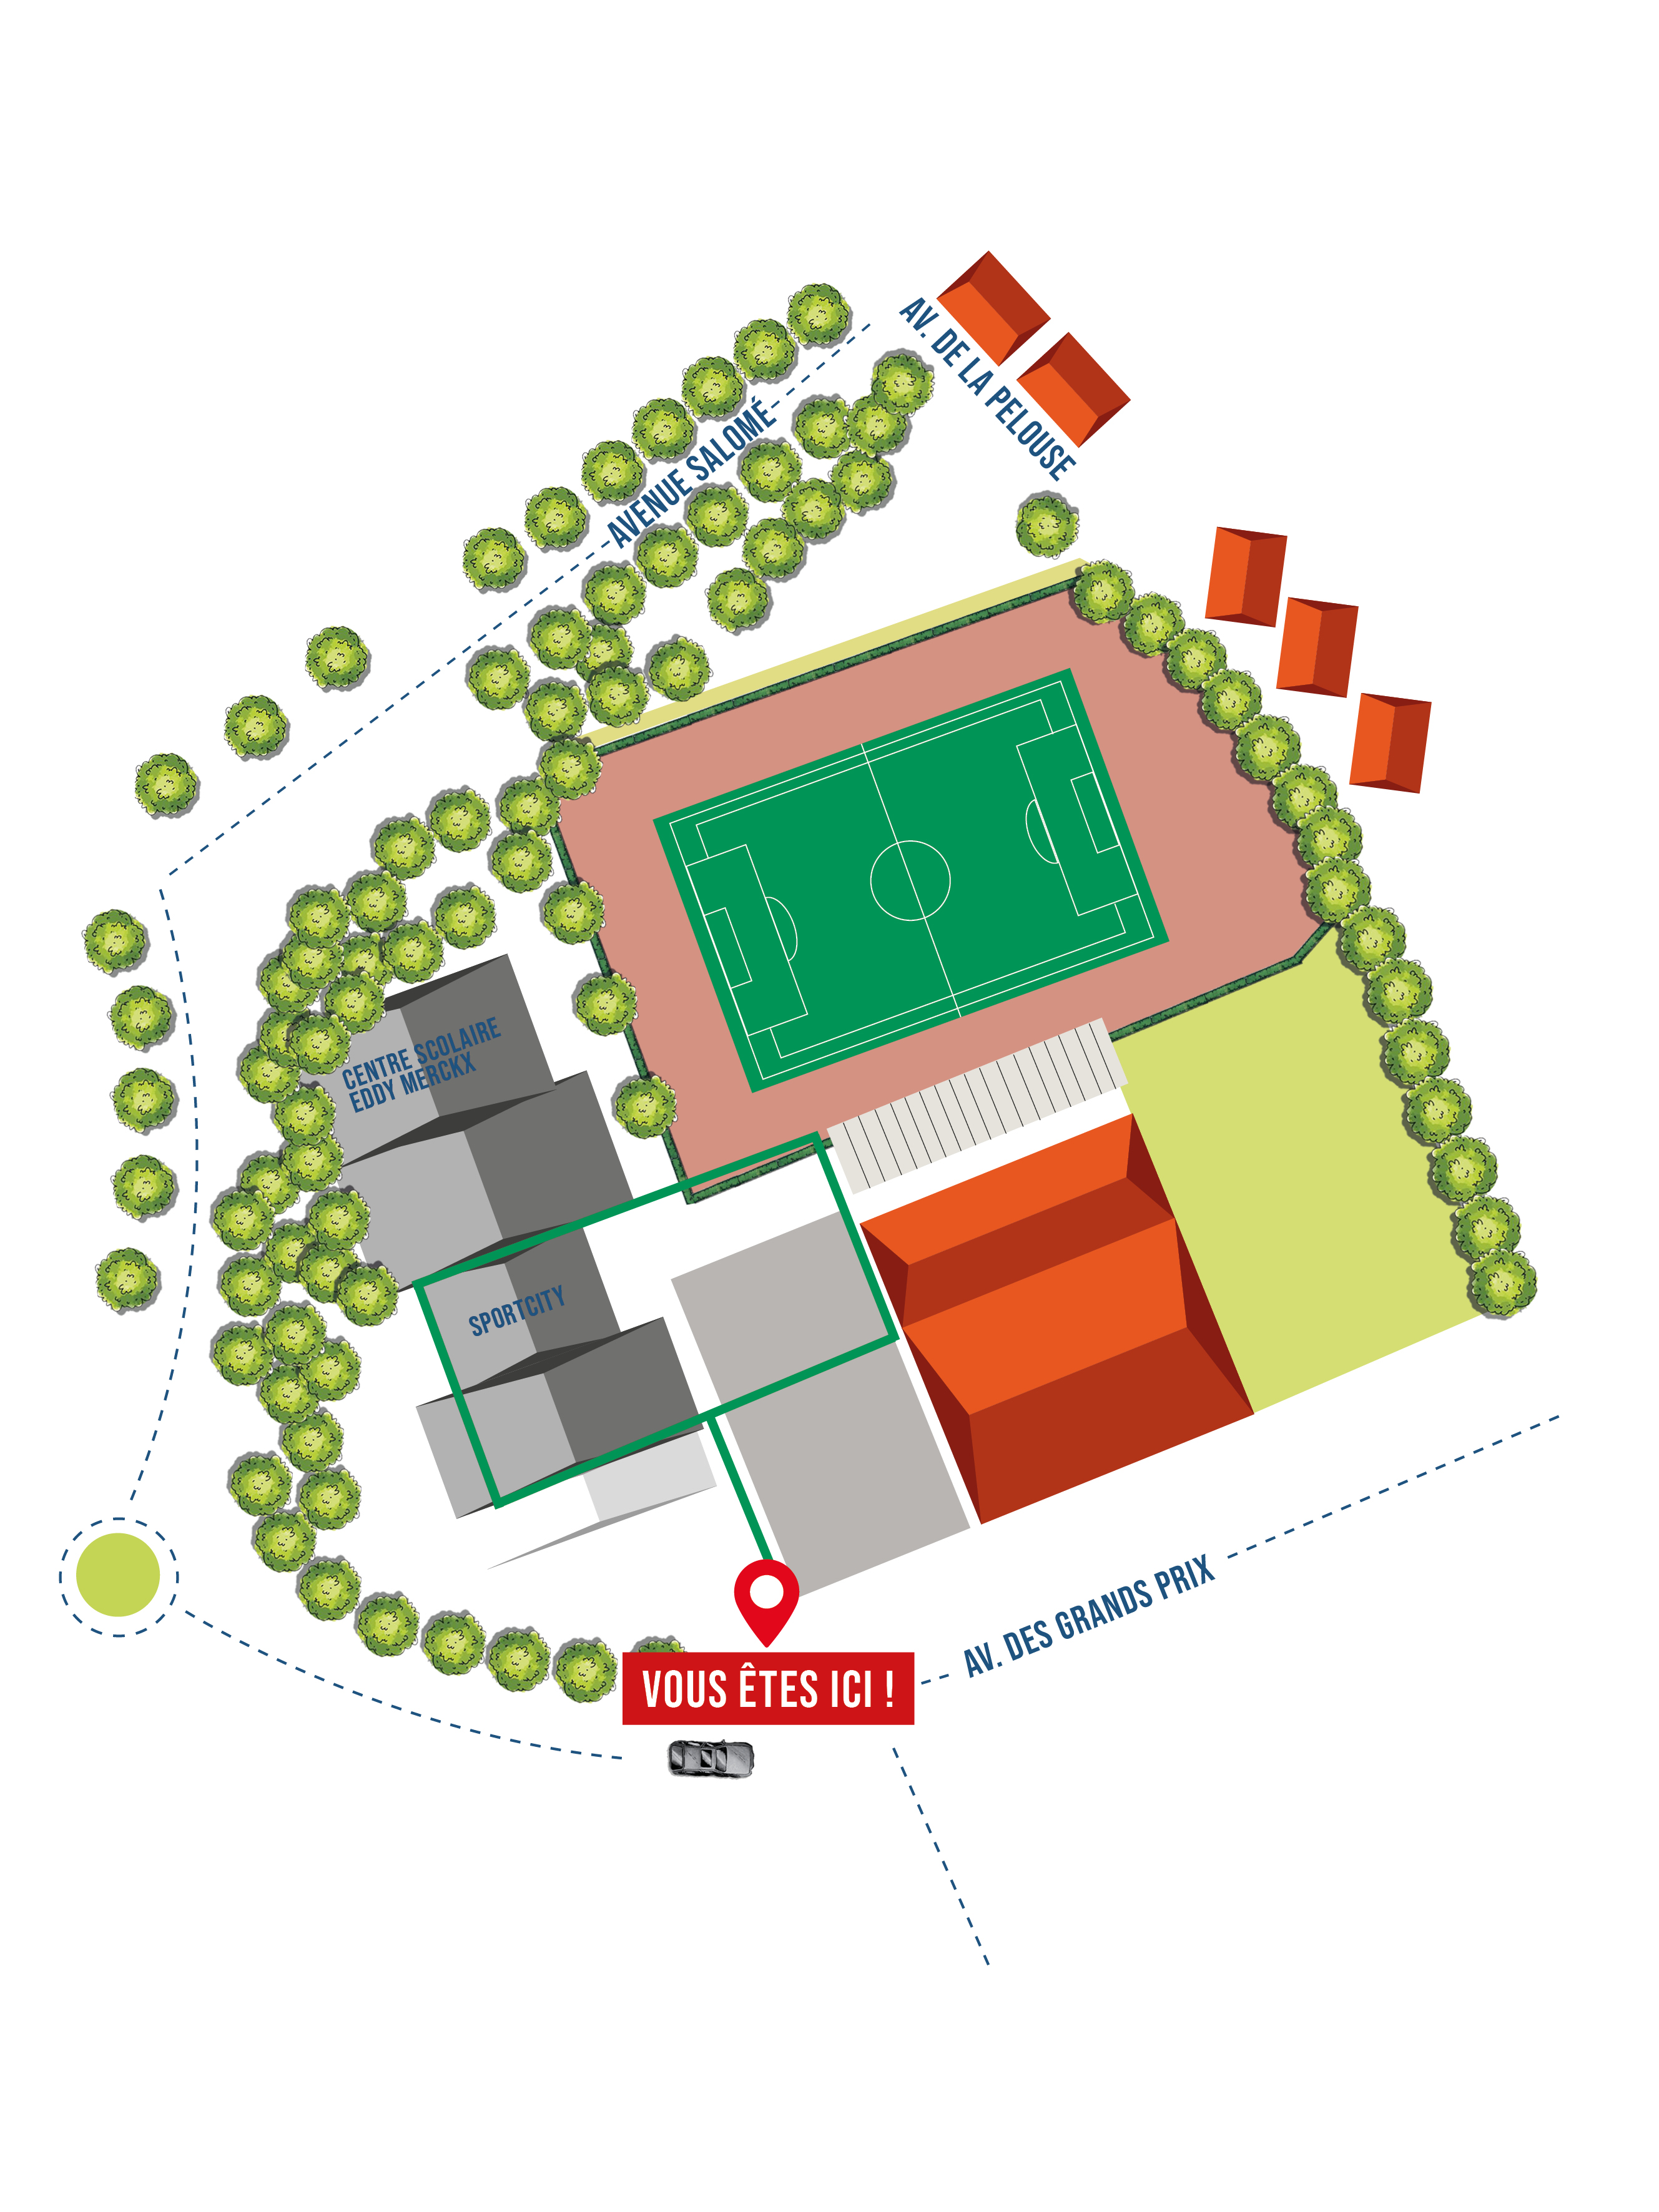 AV. DE LA PELOUSE
AVENUE SALOMÉ
CENTRE SCOLAIRE
EDDY MERCKX
SPORTCITY
AV. DES GRANDS PRIX
VOUS ÊTES ICI !